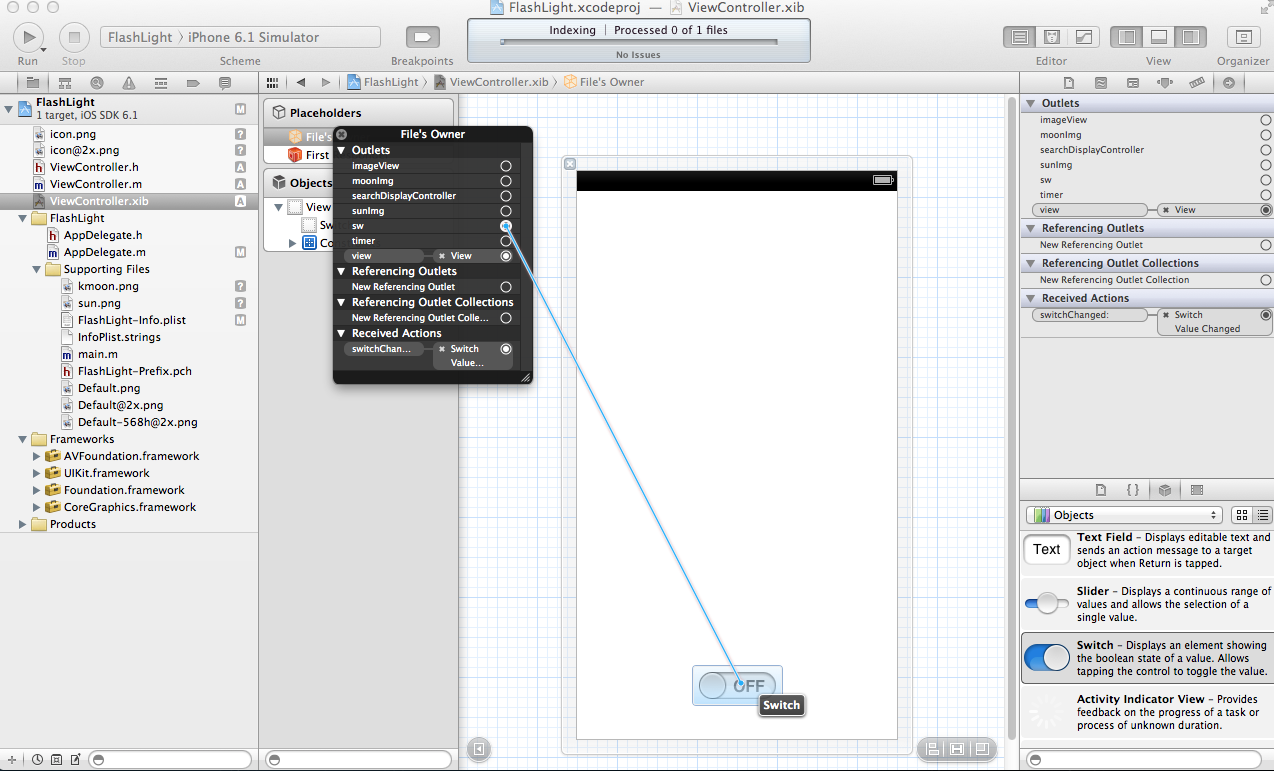 FlashLight.xcodeproj — ViewController.xib
Run
Stop
FlashLight 〉 iPhone 6.1 Simulator
Scheme
Breakpoints
Indexing | Processed 0 of 1 files
No Issues
Editor
View
Organizer
FlashLight
1 target, iOS SDK 6.1
M
icon.png
?
icon@2x.png
?
ViewController.h
A
ViewController.m
A
ViewController.xib
A
FlashLight
AppDelegate.h
AppDelegate.m
M
Supporting Files
kmoon.png
?
sun.png
?
FlashLight-Info.plist
M
InfoPlist.strings
main.m
FlashLight-Prefix.pch
Default.png
Default@2x.png
Default-568h@2x.png
Frameworks
AVFoundation.framework
UIKit.framework
Foundation.framework
CoreGraphics.framework
Products
FlashLight 〉 ViewController.xib 〉 File's Owner
Placeholders
File's
First
Objects
View
Sw
Co
File's Owner
Outlets
imageView
moonImg
searchDisplayController
sunImg
sw
timer
view
View
Referencing Outlets
New Referencing Outlet
Referencing Outlet Collections
New Referencing Outlet Colle...
Received Actions
switchChan...
Switch
Value...
OFF
Switch
Outlets
imageView
moonImg
searchDisplayController
sunImg
sw
timer
view
View
Referencing Outlets
New Referencing Outlet
Referencing Outlet Collections
New Referencing Outlet Collection
Received Actions
switchChanged:
Switch
Value Changed
{ }
Objects
Text
Text Field – Displays editable text and
sends an action message to a target
object when Return is tapped.
Slider – Displays a continuous range of
values and allows the selection of a
single value.
Switch – Displays an element showing
the boolean state of a value. Allows
tapping the control to toggle the value.
Activity Indicator View – Provides
feedback on the progress of a task or
process of unknown duration.